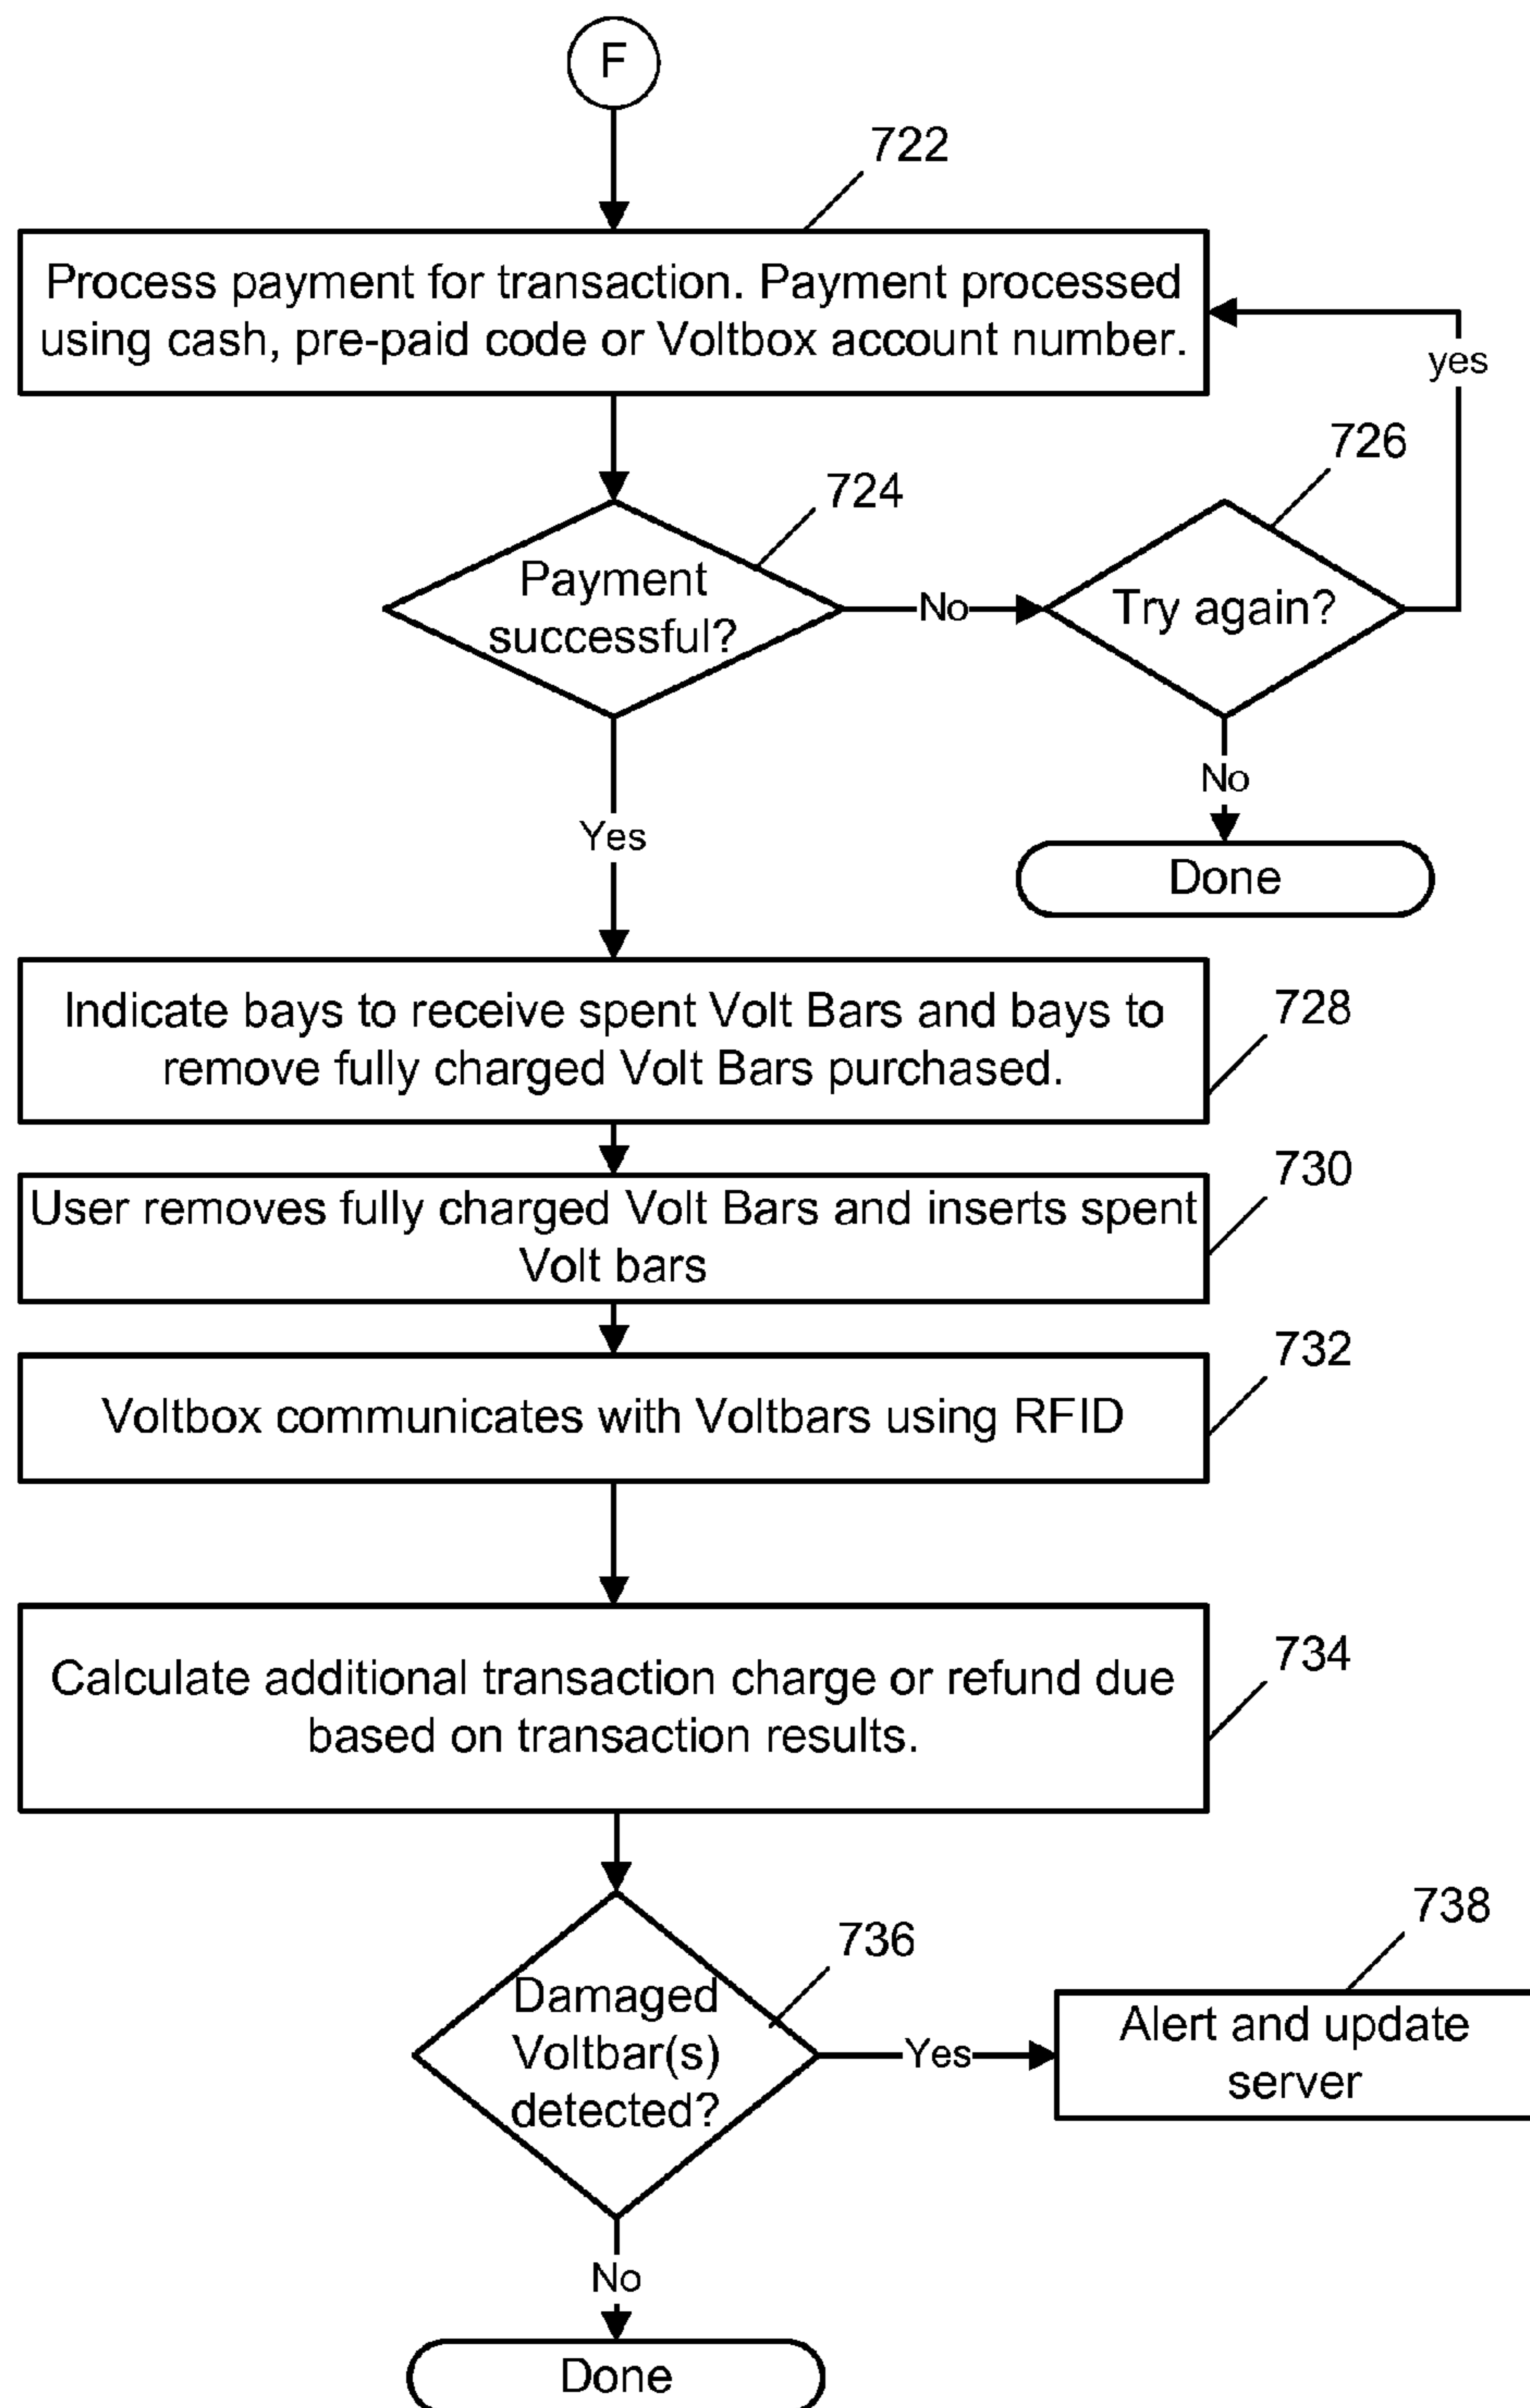 F
722
Process payment for transaction. Payment processed
using cash, pre-paid code or Voltbox account number.
yes
726
724
Payment
successful?
No
Try again?
No
Yes
Done
Indicate bays to receive spent Volt Bars and bays to
remove fully charged Volt Bars purchased.
728
730
User removes fully charged Volt Bars and inserts spent
Volt bars
732
Voltbox communicates with Voltbars using RFID
734
Calculate additional transaction charge or refund due
based on transaction results.
738
736
Damaged
Voltbar(s)
detected?
Yes
Alert and update
server
No
Done